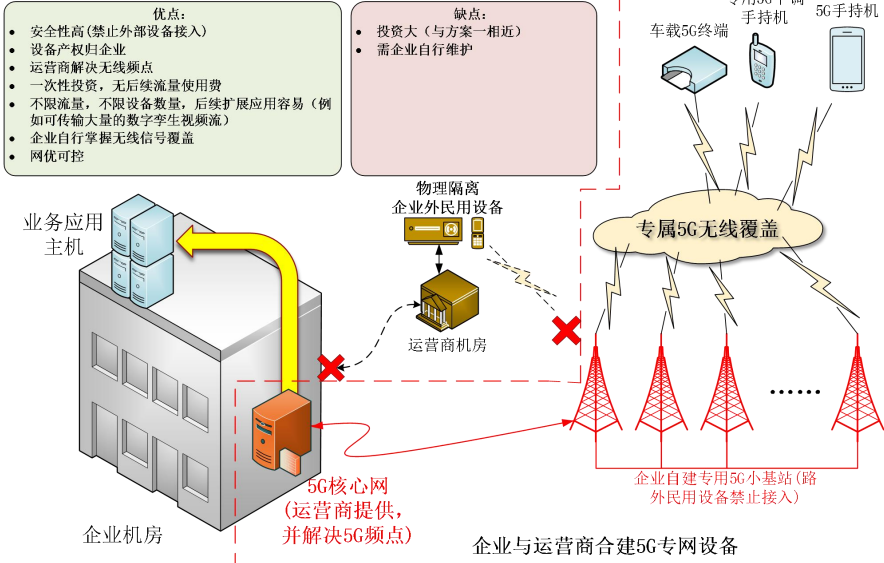 优点：
● 安全性高(禁止外部设备接入)
● 设备产权归企业
● 运营商解决无线频点
● 一次性投资，无后续流量使用费
● 不限流量，不限设备数量，后续扩展应用容易（例
如可传输大量的数字孪生视频流）
● 企业自行掌握无线信号覆盖
● 网优可控
缺点：
● 投资大（与方案一相近）
● 需企业自行维护
手持机
5G手持机
车载5G终端
物理隔离
企业外民用设备
业务应用
主机
专属5G无线覆盖
运营商机房
......
5G核心网
(运营商提供，
并解决5G频点)
企业自建专用5G小基站(路
外民用设备禁止接入)
企业机房
企业与运营商合建5G专网设备